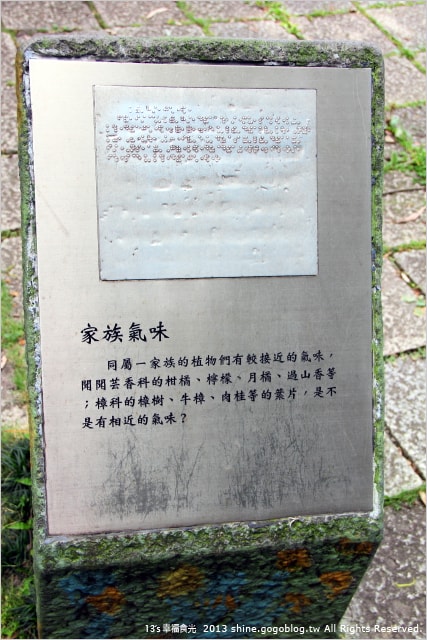 家族氣味
同屬一家族的植物們有較接近的氣味，
聞聞芸香科的柑橘、檸檬、月橘、過山香等
；樟科的樟樹、牛樟、肉桂等的葉片，是不
是有相近的氣味？
13's 幸福食光 2013 shine.gogoblog.tw All Rights Reserved.